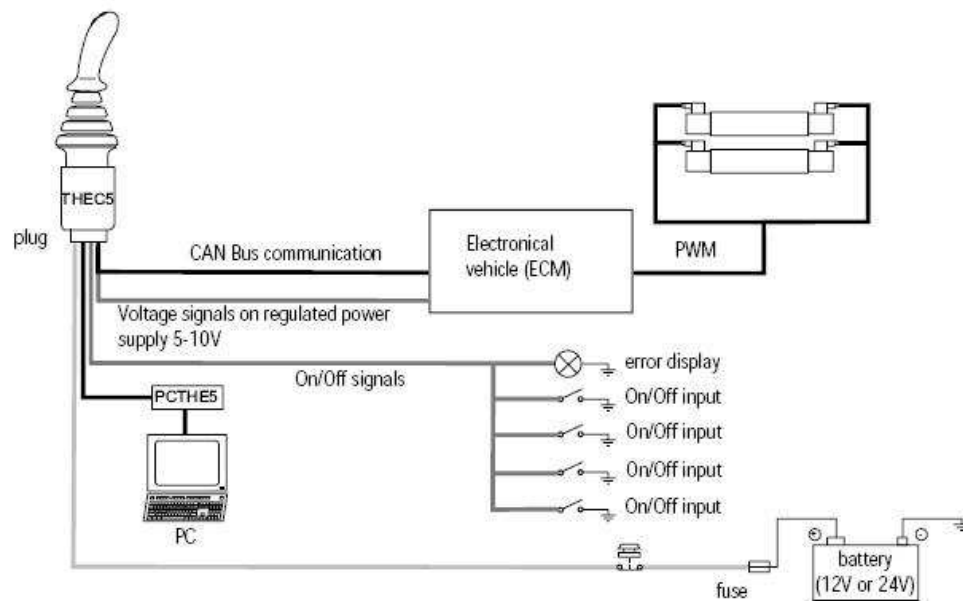 THEC5
plug
CAN Bus communication
Electronical
vehicle (ECM)
PWM
Voltage signals on regulated power
supply 5-10V
On/Off signals
error display
On/Off input
On/Off input
On/Off input
On/Off input
PCTHE5
PC
fuse
+
-
battery
(12V or 24V)